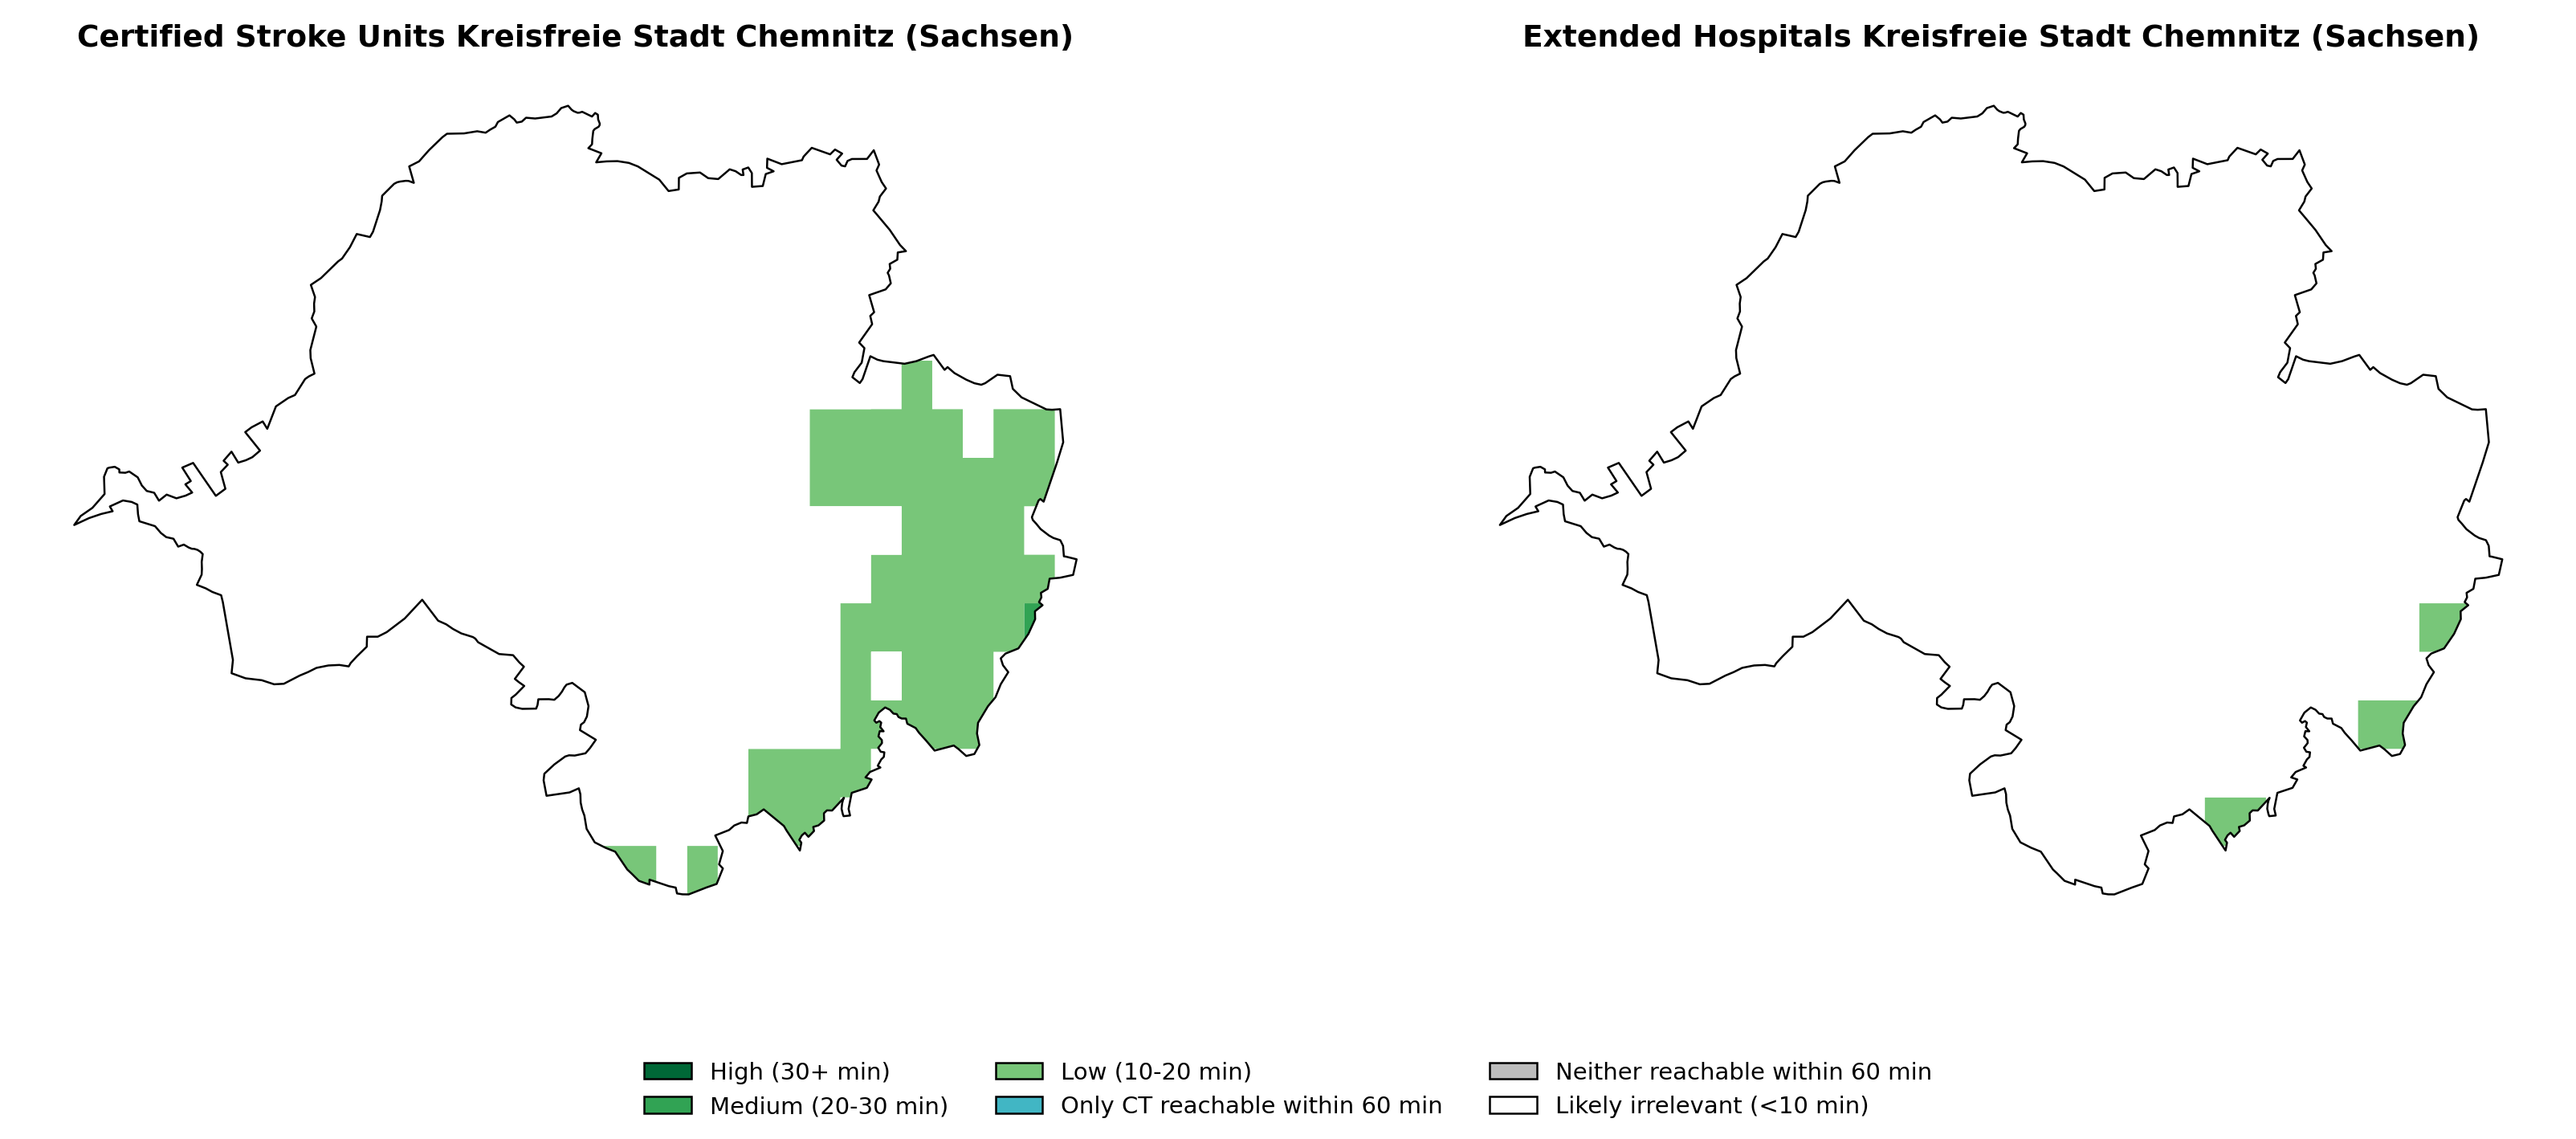 Certified Stroke Units Kreisfreie Stadt Chemnitz (Sachsen)
Extended Hospitals Kreisfreie Stadt Chemnitz (Sachsen)
High (30+ min)
Medium (20-30 min)
Low (10-20 min)
Only CT reachable within 60 min
Neither reachable within 60 min
Likely irrelevant (<10 min)